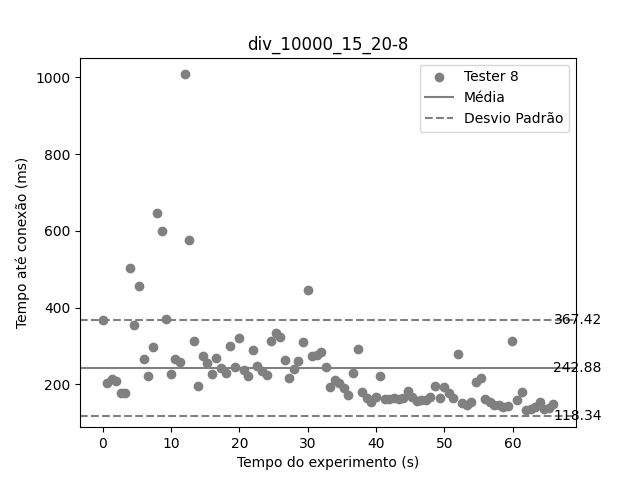 div_10000_15_20-8
Tester 8
Média
Desvio Padrão
Tempo até conexão (ms)
1000
800
600
400
200
367.42
242.88
118.34
0 10 20 30 40 50 60
Tempo do experimento (s)